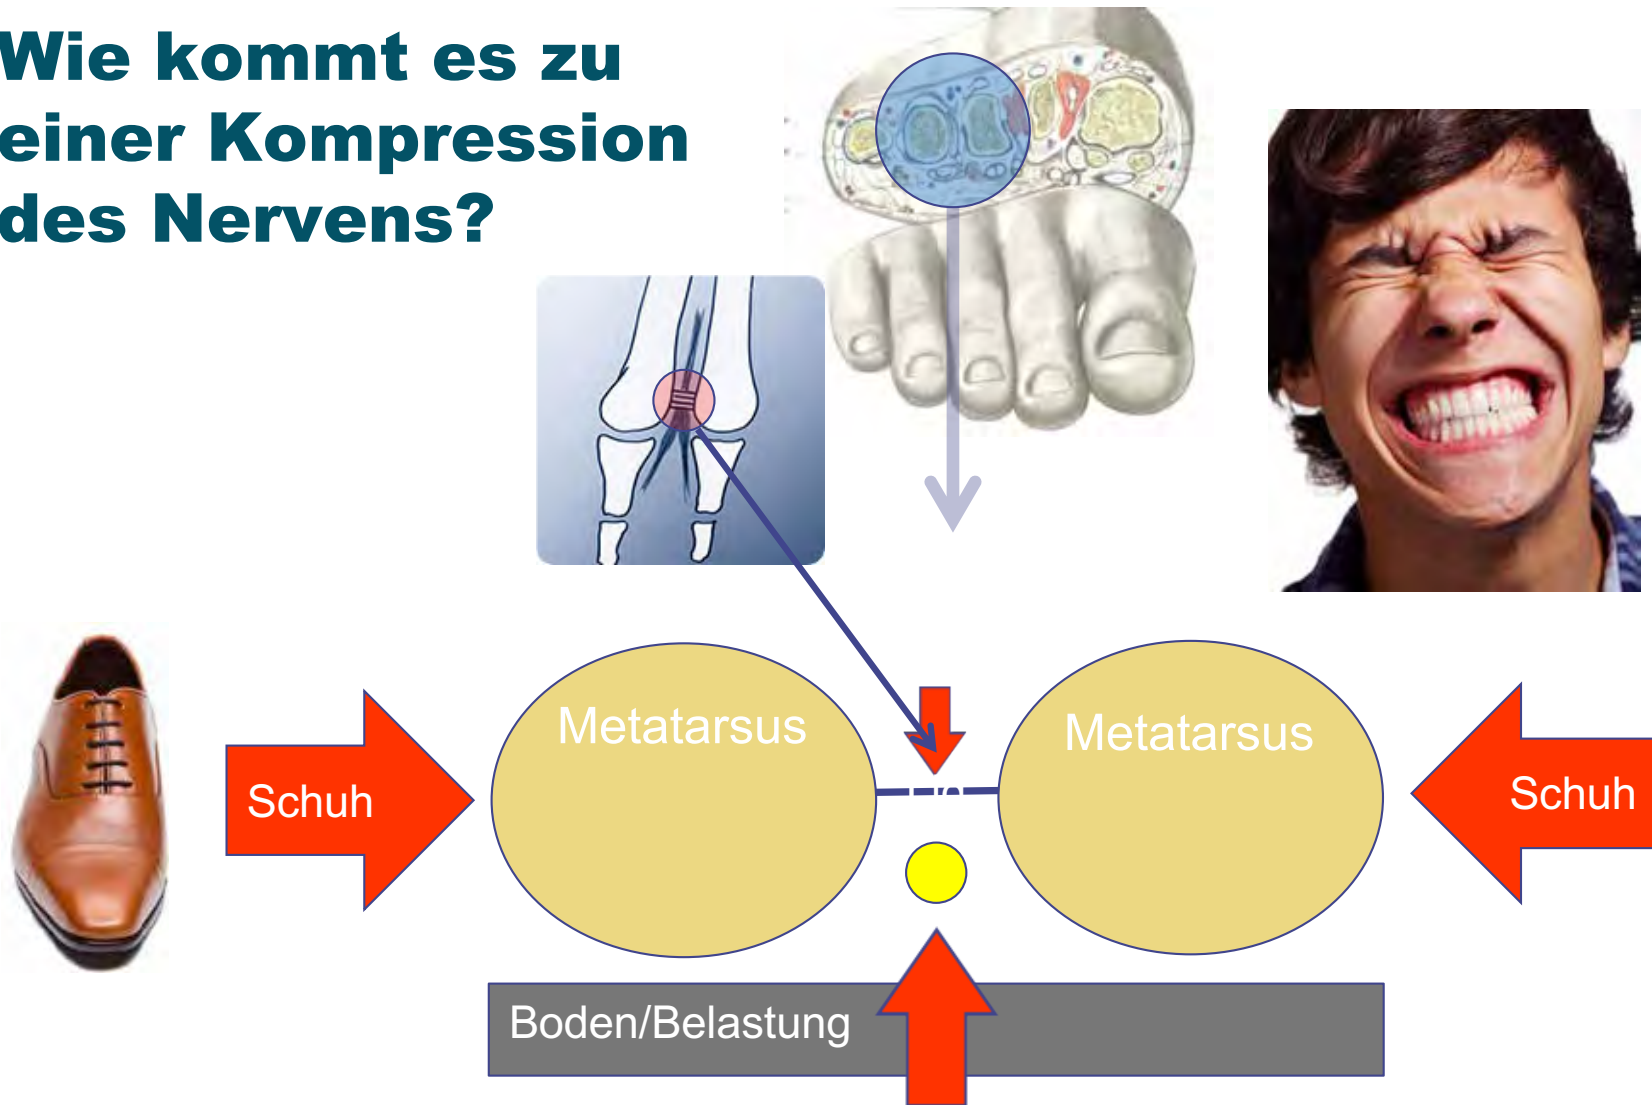 Wie kommt es zu
einer Kompression
des Nervens?
Metatarsus
Metatarsus
Schuh
Schuh
Boden/Belastung